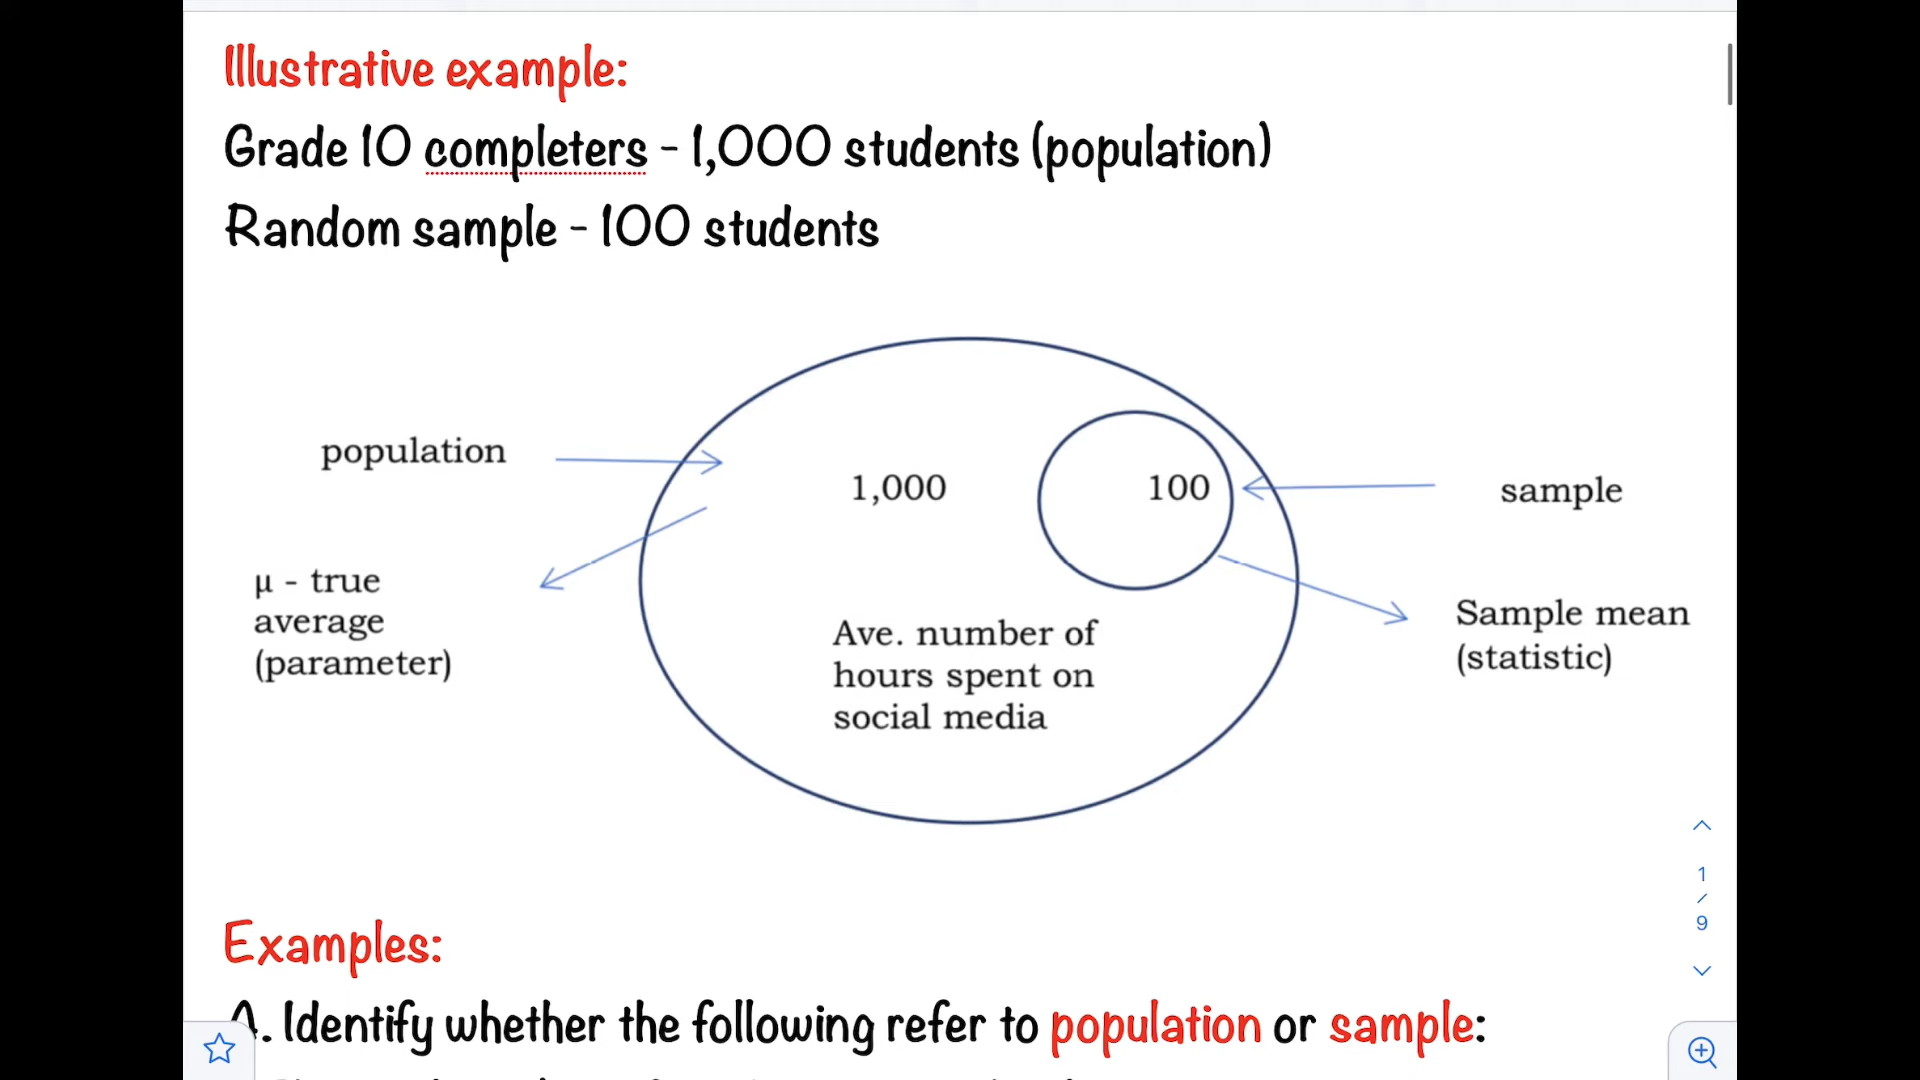 Illustrative example:
Grade 10 completers - 1,000 students (population)
Random sample - 100 students
population
1,000
100
sample
μ - true
average
(parameter)
Ave. number of
hours spent on
social media
Sample mean
(statistic)
1
/
9
Examples:
A. Identify whether the following refer to population or sample: